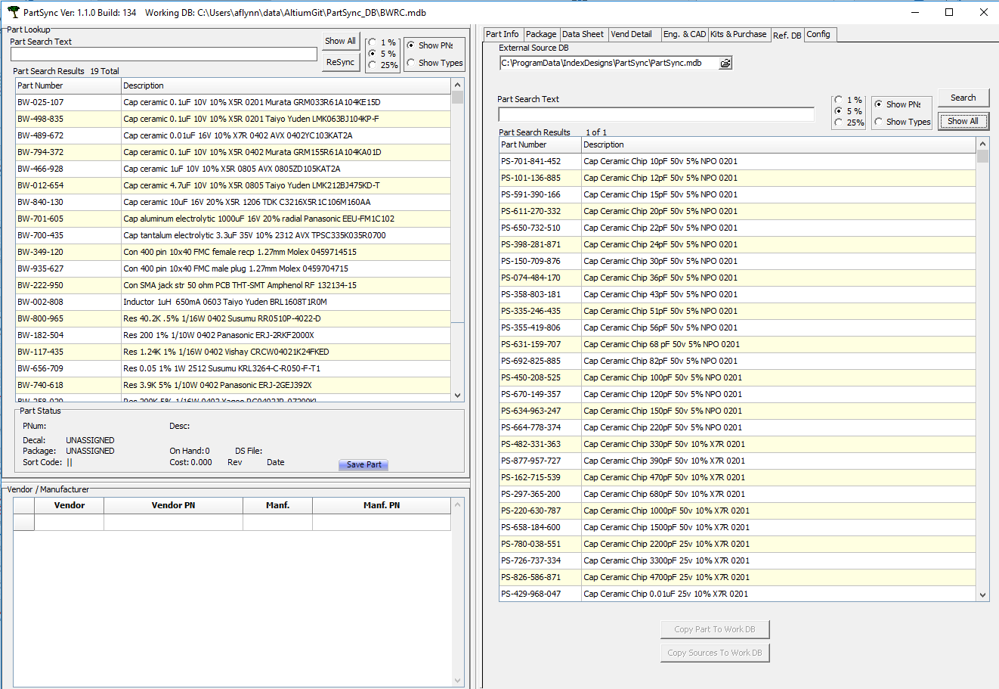 PartSync Ver: 1.1.0 Build: 134   Working DB: C:\Users\aflynn\data\AltiumGit\PartSync_DB\BWRC.mdb
Part Lookup
Part Search Text
Show All
ReSync
1 %
5 %
25%
Show PNs
Show Types
Part Search Results   19 Total
Part Number   Description
BW-025-107   Cap ceramic 0.1uF 10V 10% X5R 0201 Murata GRM033R61A104KE15D
BW-498-835   Cap ceramic 0.1uF 10V 10% X5R 0201 Taiyo Yuden LMK063BJ104KP-F
BW-489-672   Cap ceramic 0.01uF 16V 10% X7R 0402 AVX 0402YC103KAT2A
BW-794-372   Cap ceramic 0.1uF 10V 10% X5R 0402 Murata GRM155R61A104KA01D
BW-466-928   Cap ceramic 1uF 10V 10% X5R 0805 AVX 0805ZD105KAT2A
BW-012-654   Cap ceramic 4.7uF 10V 10% X5R 0805 Taiyo Yuden LMK212BJ475KD-T
BW-840-130   Cap ceramic 10uF 16V 20% X5R 1206 TDK C3216X5R1C106M160AA
BW-701-605   Cap aluminum electrolytic 1000uF 16V 20% radial Panasonic EEU-FM1C102
BW-700-435   Cap tantalum electrolytic 3.3uF 35V 10% 2312 AVX TPSC335K035R0700
BW-349-120   Con 400 pin 10x40 FMC female recp 1.27mm Molex 0459714515
BW-935-627   Con 400 pin 10x40 FMC male plug 1.27mm Molex 0459704715
BW-222-950   Con SMA jack str 50 ohm PCB THT-SMT Amphenol RF 132134-15
BW-002-808   Inductor 1uH  650mA 0603 Taiyo Yuden BRL1608T1R0M
BW-800-965   Res 40.2K .5% 1/16W 0402 Susumu RR0510P-4022-D
BW-182-504   Res 200 1% 1/10W 0402 Panasonic ERJ-2RKF2000X
BW-117-435   Res 1.24K 1% 1/16W 0402 Vishay CRCW04021K24FKED
BW-656-709   Res 0.05 1% 1W 2512 Susumu KRL3264-C-R050-F-T1
BW-740-618   Res 3.9K 5% 1/10W 0402 Panasonic ERJ-2GEJ392X
Part Status
PNum:   Desc:
Decal:   UNASSIGNED
Package:   UNASSIGNED   On Hand: 0   DS File:
Sort Code: ||   Cost: 0.000   Rev   Date   Save Part
Vendor / Manufacturer
Vendor   Vendor PN   Manf.   Manf. PN
Part Info   Package   Data Sheet   Vend Detail   Eng. & CAD   Kits & Purchase   Ref. DB   Config
External Source DB
C:\ProgramData\IndexDesigns\PartSync\PartSync.mdb
Part Search Text
1 %
5 %
25%
Show PNs
Show Types
Search
Show All
Part Search Results   1 of 1
Part Number   Description
PS-701-841-452   Cap Ceramic Chip 10pF 50v 5% NPO 0201
PS-101-136-885   Cap Ceramic Chip 12pF 50v 5% NPO 0201
PS-591-390-166   Cap Ceramic Chip 15pF 50v 5% NPO 0201
PS-611-270-332   Cap Ceramic Chip 20pF 50v 5% NPO 0201
PS-650-732-510   Cap Ceramic Chip 22pF 50v 5% NPO 0201
PS-398-281-871   Cap Ceramic Chip 24pF 50v 5% NPO 0201
PS-150-709-876   Cap Ceramic Chip 30pF 50v 5% NPO 0201
PS-074-484-170   Cap Ceramic Chip 36pF 50v 5% NPO 0201
PS-358-803-181   Cap Ceramic Chip 43pF 50v 5% NPO 0201
PS-335-246-435   Cap Ceramic Chip 51pF 50v 5% NPO 0201
PS-355-419-806   Cap Ceramic Chip 56pF 50v 5% NPO 0201
PS-631-159-707   Cap Ceramic Chip 68 pF 50v 5% NPO 0201
PS-692-825-885   Cap Ceramic Chip 82pF 50v 5% NPO 0201
PS-450-208-525   Cap Ceramic Chip 100pF 50v 5% NPO 0201
PS-670-149-357   Cap Ceramic Chip 120pF 50v 5% NPO 0201
PS-634-963-247   Cap Ceramic Chip 150pF 50v 5% NPO 0201
PS-664-778-374   Cap Ceramic Chip 220pF 50v 5% NPO 0201
PS-482-331-363   Cap Ceramic Chip 330pF 50v 10% X7R 0201
PS-877-957-727   Cap Ceramic Chip 390pF 50v 10% X7R 0201
PS-162-715-539   Cap Ceramic Chip 470pF 50v 10% X7R 0201
PS-297-365-200   Cap Ceramic Chip 680pF 50v 10% X7R 0201
PS-220-630-787   Cap Ceramic Chip 1000pF 50v 10% X7R 0201
PS-658-184-600   Cap Ceramic Chip 1500pF 50v 10% X7R 0201
PS-780-038-551   Cap Ceramic Chip 2200pF 25v 10% X7R 0201
PS-726-737-334   Cap Ceramic Chip 3300pF 25v 10% X7R 0201
PS-826-586-871   Cap Ceramic Chip 4700pF 25v 10% X7R 0201
PS-429-968-047   Cap Ceramic Chip 0.01uF 25v 10% X7R 0201
Copy Part To Work DB
Copy Sources To Work DB